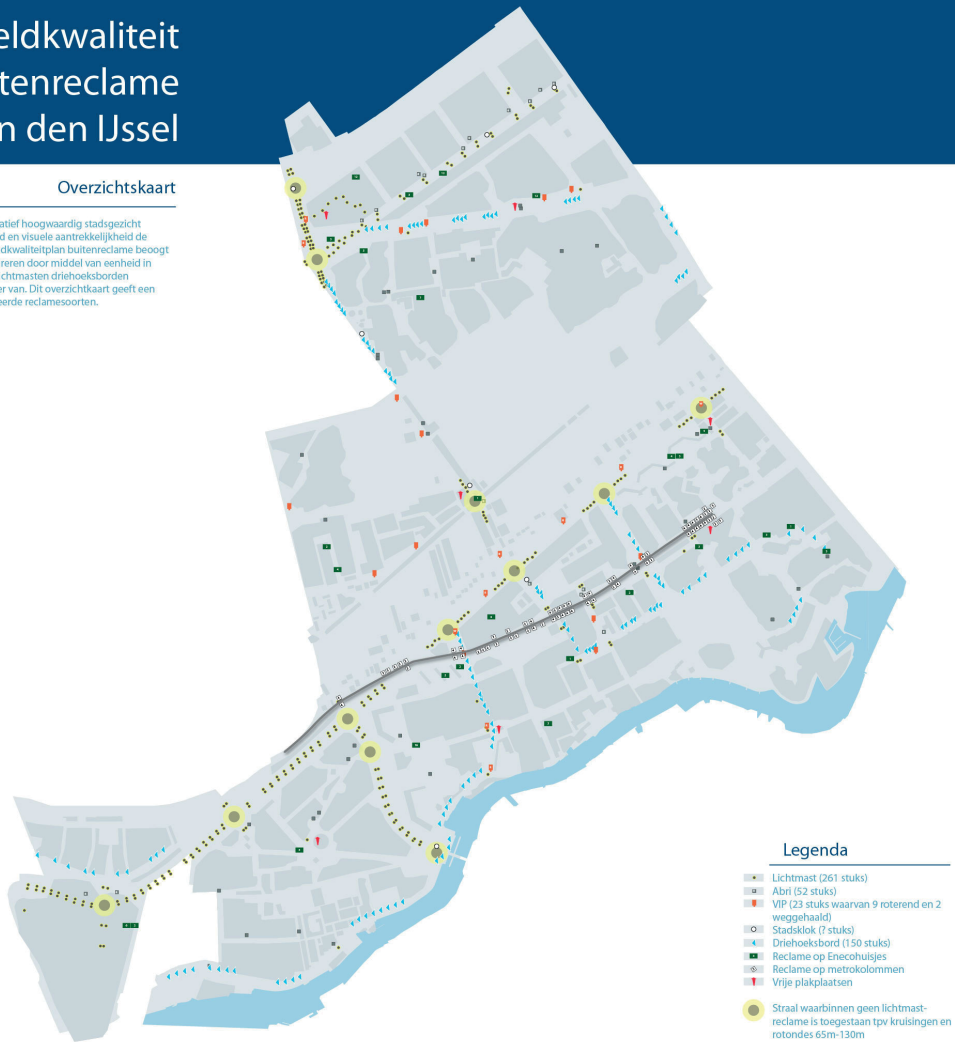 eldkwaliteit
itenreclame
n den IJssel
Overzichtskaart
atief hoogwaardig stadsgezicht
d en visuele aantrekkelijkheid de
ldkwaliteitplan buitenreclame beoogt
reren door middel van eenheid in
chtmasten driehoeksborden
er van. Dit overzichtkaart geeft een
eerde reclamesoorten.
Legenda
Lichtmast (261 stuks)
Abri (52 stuks)
VIP (23 stuks waarvan 9 roterend en 2
weggehaald)
Stadsklok (? stuks)
Driehoeksbord (150 stuks)
Reclame op Enecohuisjes
Reclame op metrokolommen
Vrije plakplaatsen
Straal waarbinnen geen lichtmast-
reclame is toegestaan tpv kruisingen en
rotondes 65m-130m